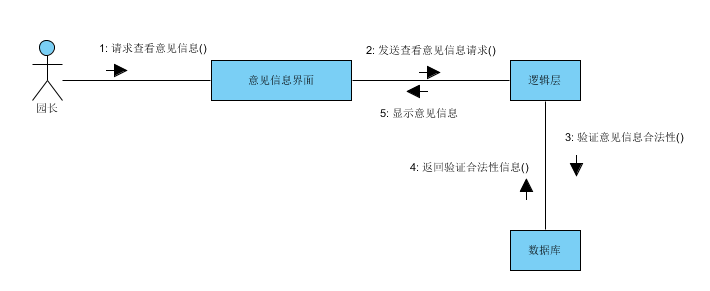 1: 请求查看意见信息()
2: 发送查看意见信息请求()
意见信息界面
逻辑层
园长
5: 显示意见信息
3: 验证意见信息合法性()
4: 返回验证合法性信息()
数据库